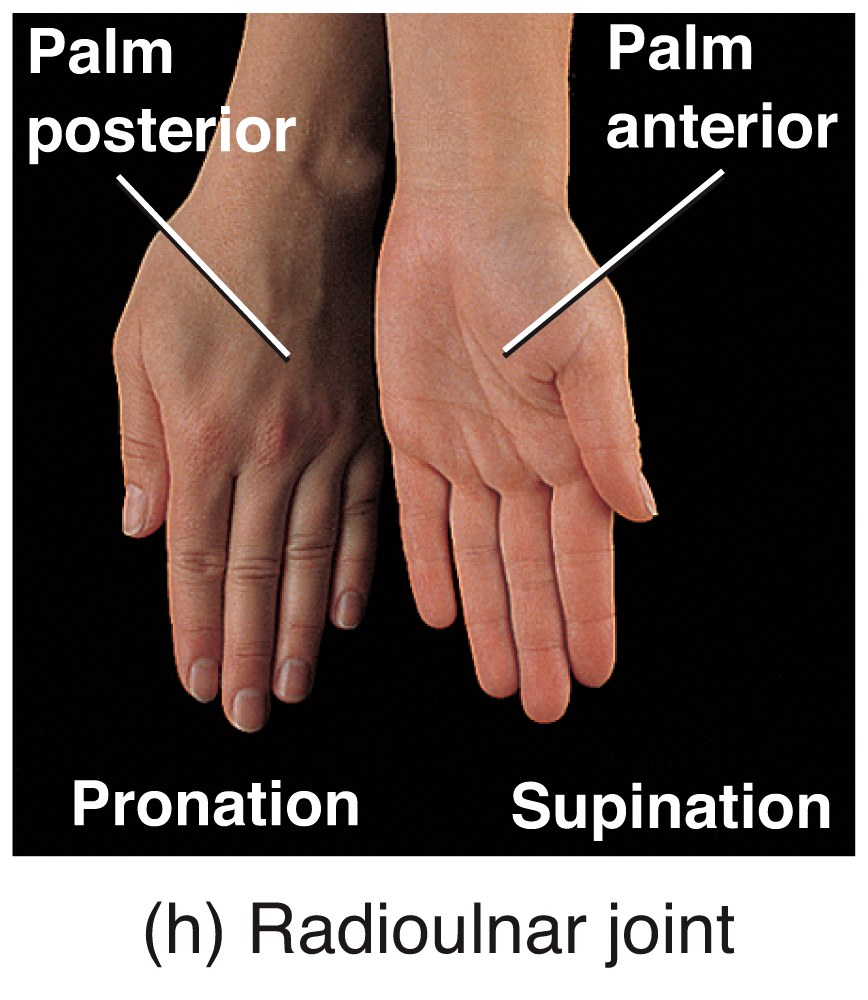 Palm
posterior
Palm
anterior
Pronation
Supination
(h) Radioulnar joint